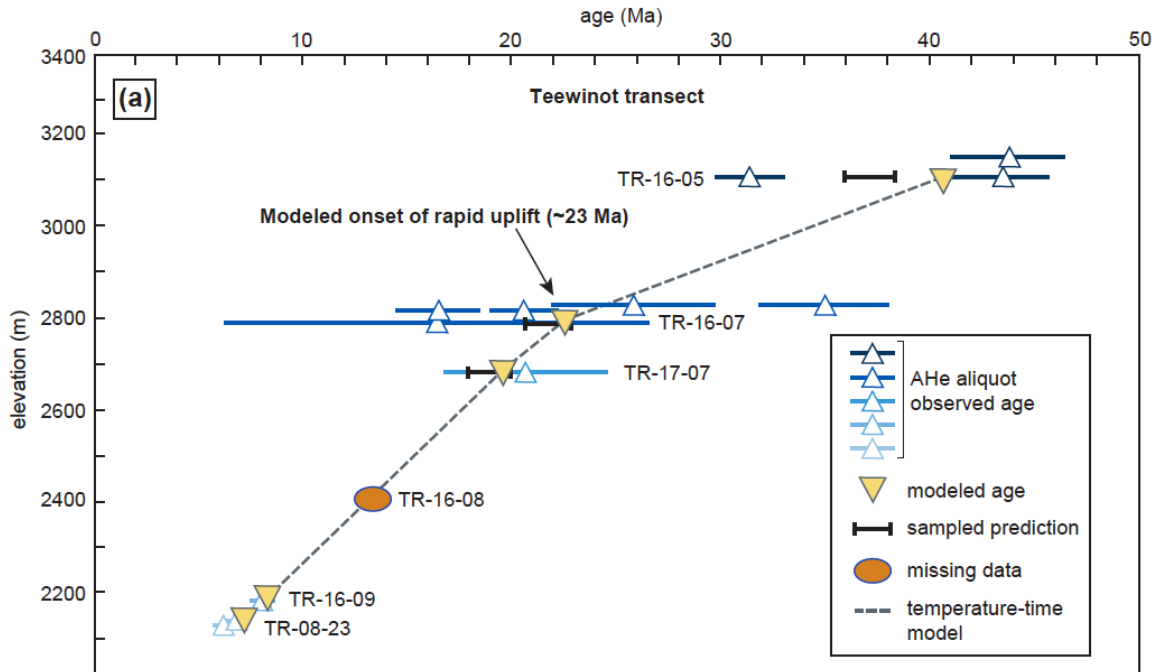 age (Ma)
0 10 20 30 40 50
3400
(a)
Teewinot transect
3200
TR-16-05
3000
Modeled onset of rapid uplift (~23 Ma)
2800
TR-16-07
TR-17-07
2600
2400
TR-16-08
2200
TR-16-09
TR-08-23
elevation (m)
AHe aliquot
observed age
modeled age
sampled prediction
missing data
temperature-time
model